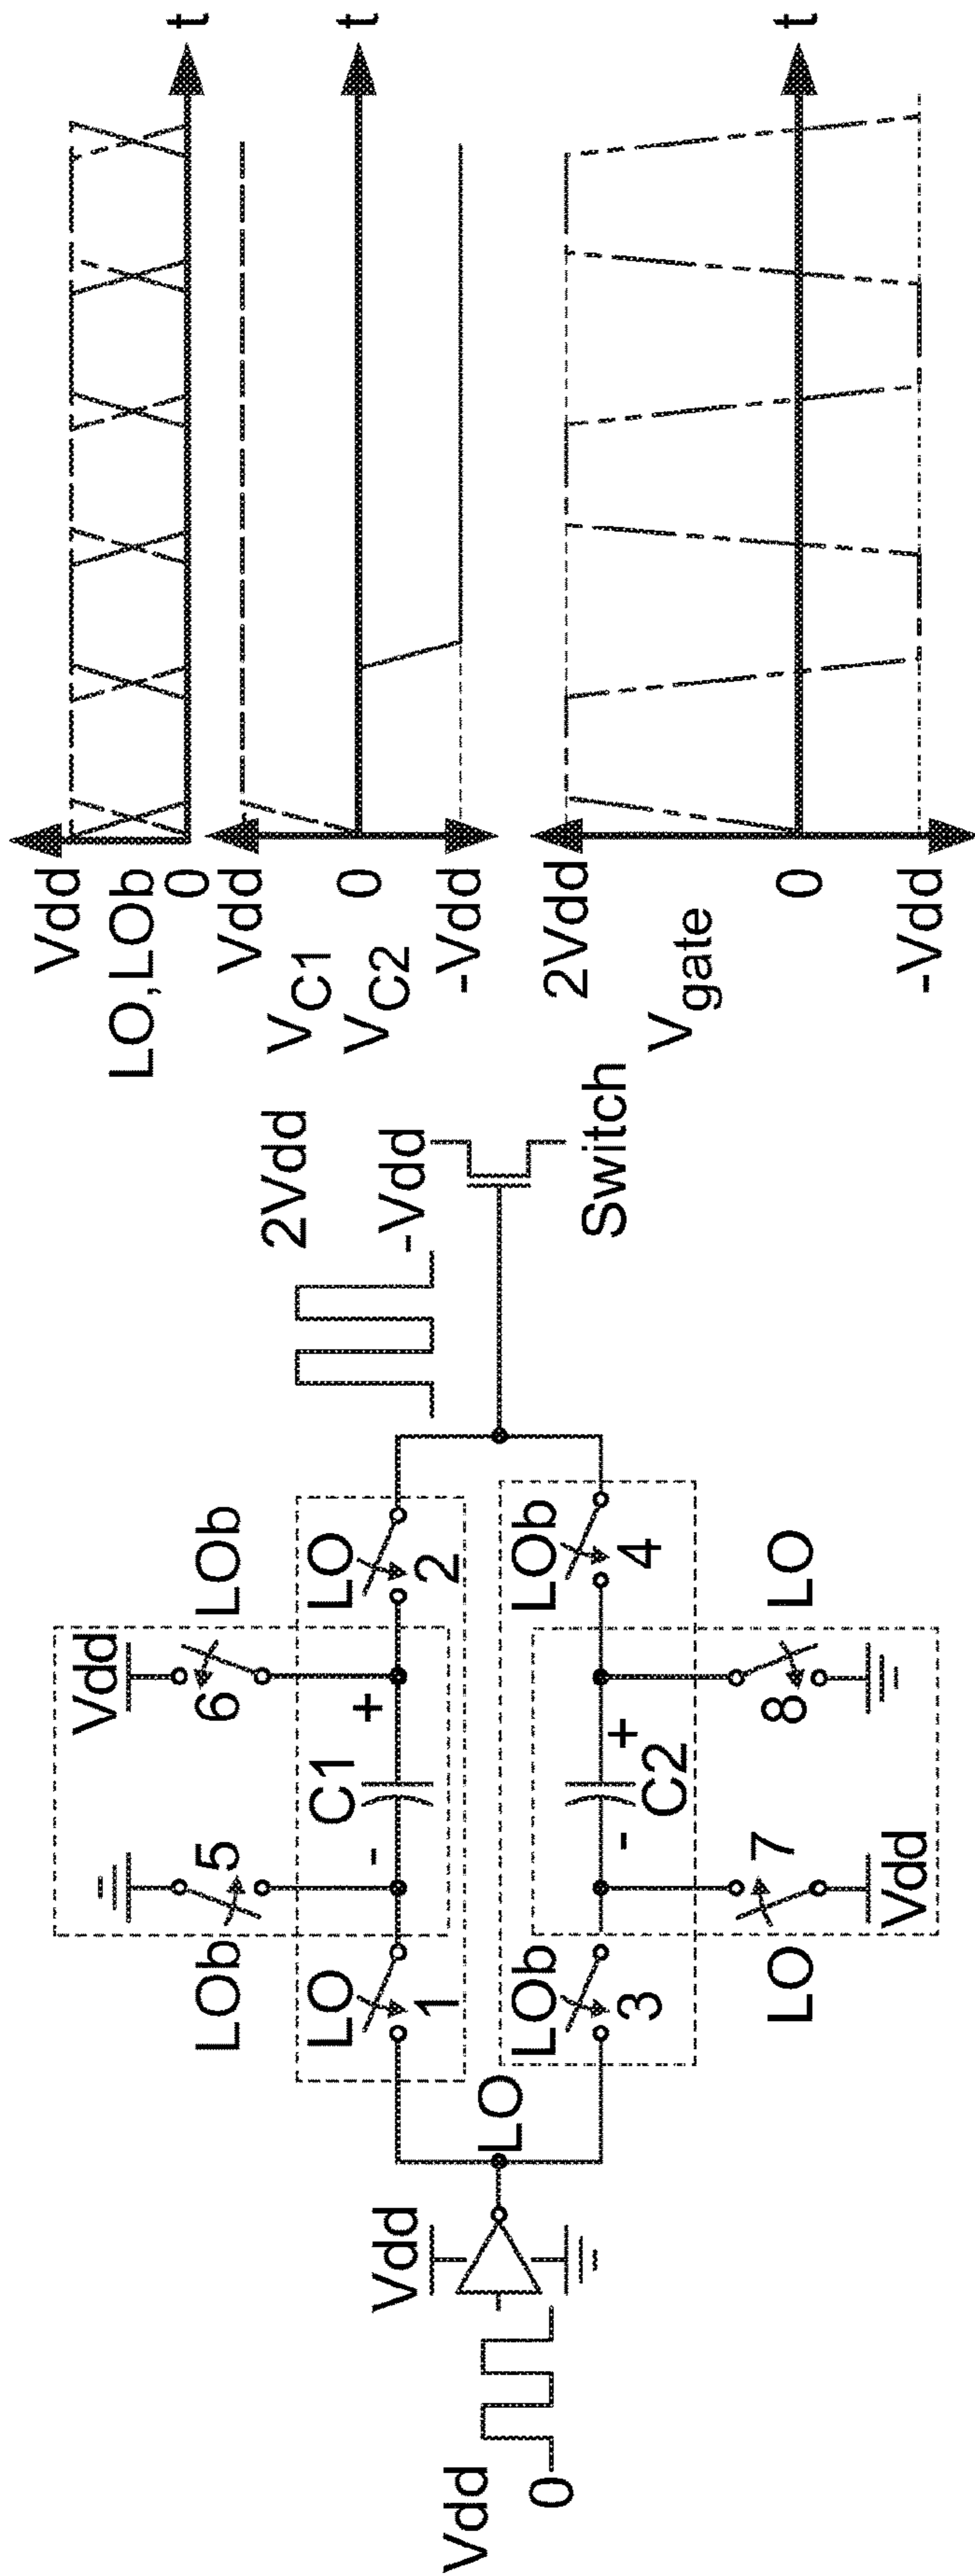 Vdd
0
Vdd
LO
LO
1
LOb
5
C1
-
+
Vdd
6
LOb
LO
2
LOb
3
LO
7
Vdd
-
+
C2
8
LO
LOb
4
2Vdd
-Vdd
Switch
Vdd
LO,LOb
0
t
Vdd
VC1
0
VC2
-Vdd
t
2Vdd
Vgate
0
-Vdd
t